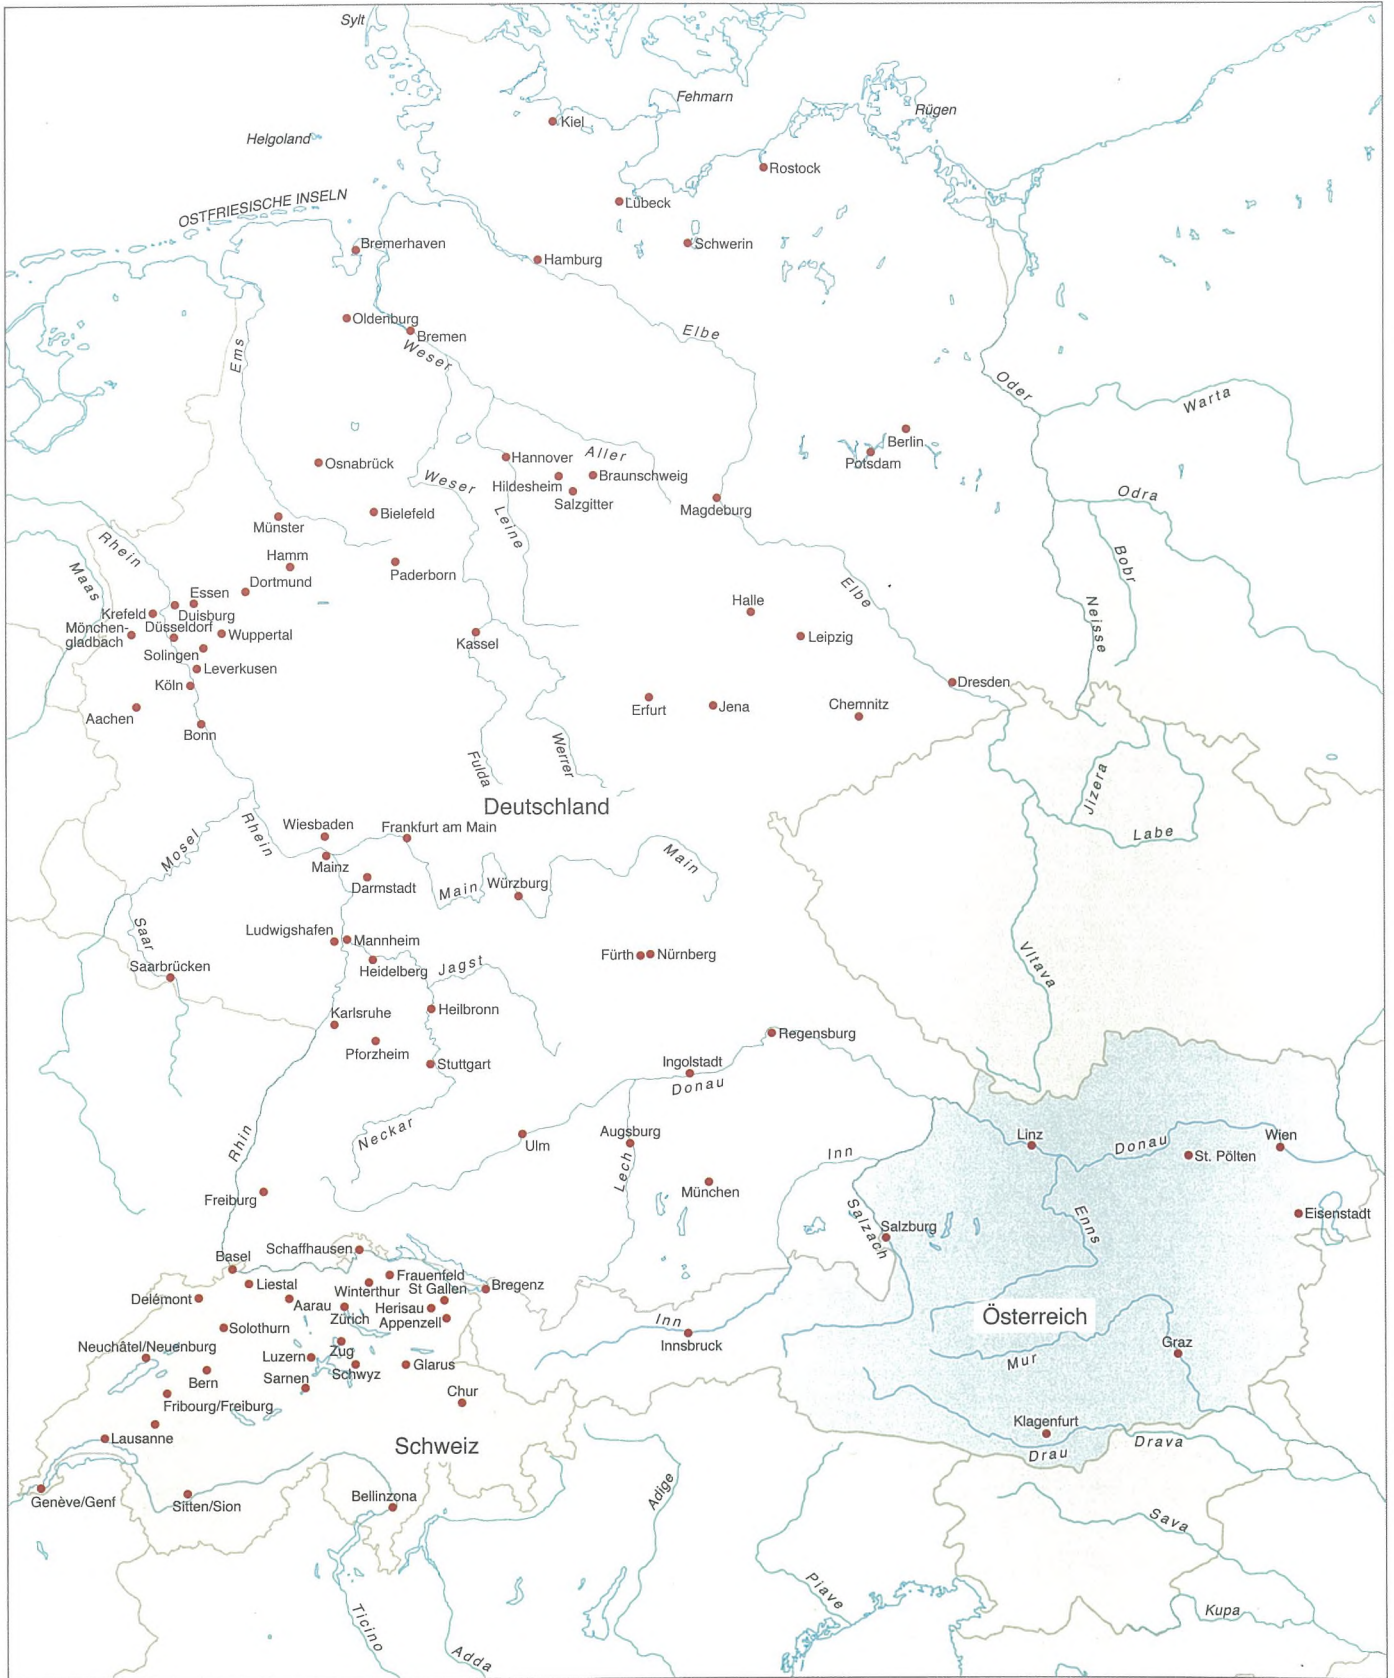 Sylt
Fehmarn
Rügen
Kiel
Helgoland
Rostock
OSTFRIESISCHE INSELN
Lübeck
Bremerhaven
Schwerin
Hamburg
Oldenburg
Bremen
Elbe
Ems
Weser
Oder
Warta
Berlin
Potsdam
Osnabrück
Hannover
Aller
Weser
Hildesheim
Braunschweig
Salzgitter
Magdeburg
Odra
Bielefeld
Münster
Leine
Rhein
Maas
Hamm
Paderborn
Bobr
Dortmund
Essen
Elbe
Neisse
Krefeld
Duisburg
Halle
Mönchen-
gladbach
Düsseldorf
Wuppertal
Kassel
Leipzig
Solingen
Leverkusen
Köln
Dresden
Aachen
Bonn
Erfurt
Jena
Chemnitz
Fulda
Werrer
Jizera
Deutschland
Wiesbaden
Frankfurt am Main
Rhein
Labe
Mosel
Mainz
Main
Darmstadt
Main
Würzburg
Saar
Ludwigshafen
Mannheim
Fürth
Nürnberg
Saarbrücken
Heidelberg
Jagst
Vltava
Karlsruhe
Heilbronn
Pforzheim
Stuttgart
Regensburg
Ingolstadt
Donau
Rhin
Neckar
Ulm
Augsburg
Linz
Donau
Wien
Inn
St. Pölten
Lech
München
Freiburg
Salzach
Salzburg
Enns
Eisenstadt
Basel
Schaffhausen
Liestal
Frauenfeld
Bregenz
Winterthur
St Gallen
Delémont
Aarau
Zürich
Herisau
Appenzell
Solothurn
Inn
Innsbruck
Österreich
Neuchâtel/Neuenburg
Luzern
Zug
Schwyz
Glarus
Mur
Graz
Bern
Sarnen
Chur
Fribourg/Freiburg
Klagenfurt
Lausanne
Schweiz
Drau
Drava
Genève/Genf
Sitten/Sion
Bellinzona
Adige
Sava
Piave
Ticino
Kupa
Adda